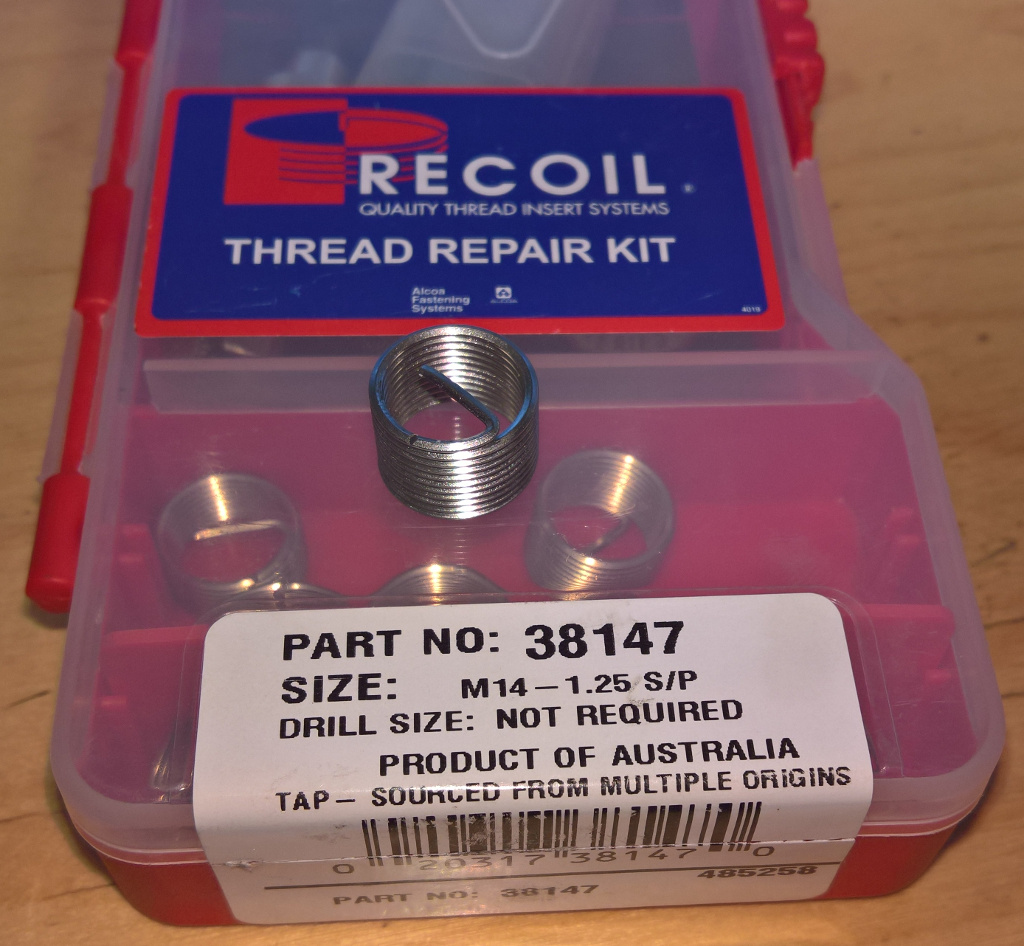 RECOIL ®
QUALITY THREAD INSERT SYSTEMS
THREAD REPAIR KIT
Alcoa
Fastening
Systems
ALCOA
4019
PART NO: 38147
SIZE: M14-1.25 S/P
DRILL SIZE: NOT REQUIRED
PRODUCT OF AUSTRALIA
TAP- SOURCED FROM MULTIPLE ORIGINS
0 20317 38147 0
485258
PART NO: 38147